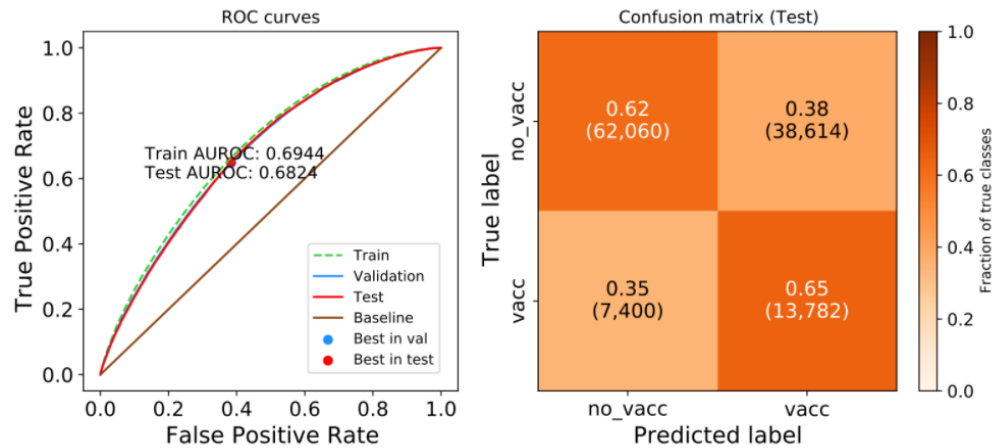 ROC curves
True Positive Rate
1.0
0.8
0.6
0.4
0.2
0.0
Train AUROC: 0.6944
Test AUROC: 0.6824
Train
Validation
Test
Baseline
Best in val
Best in test
0.0 0.2 0.4 0.6 0.8 1.0
False Positive Rate
Confusion matrix (Test)
True label
no_vacc
vacc
0.62
(62,060)
0.38
(38,614)
0.35
(7,400)
0.65
(13,782)
no_vacc vacc
Predicted label
1.0
0.8
0.6
0.4
0.2
0.0
Fraction of true classes